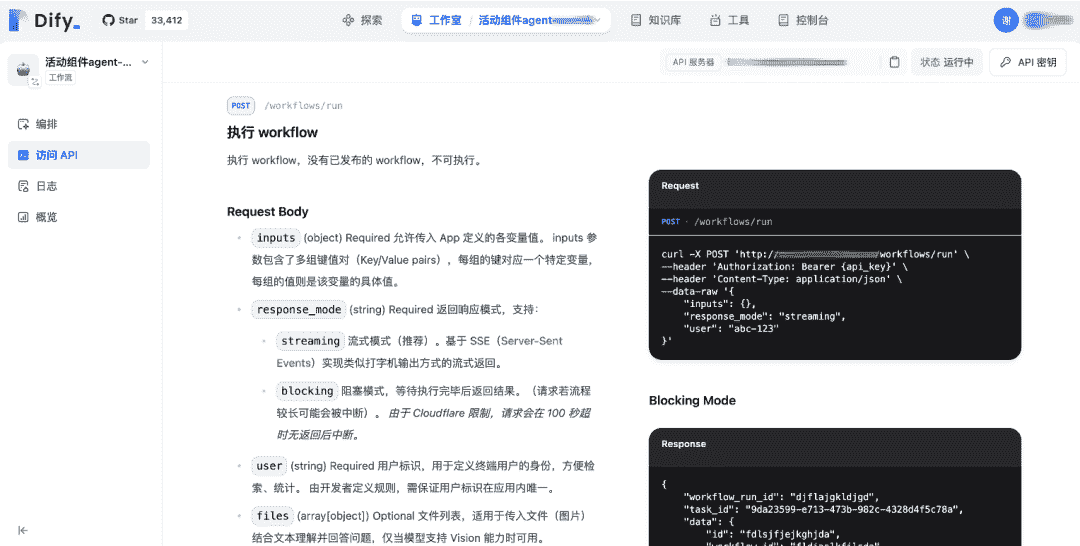 Dify_
Star 33,412
探索
工作室 / 活动组件agent-
知识库
工具
控制台
谢
活动组件agent-...
工作流
编排
访问 API
日志
概览
API 服务器
状态 运行中
API 密钥
POST /workflows/run
执行 workflow
执行 workflow，没有已发布的 workflow，不可执行。
Request Body
inputs (object) Required 允许传入 App 定义的各变量值。 inputs 参
数包含了多组键值对（Key/Value pairs），每组的键对应一个特定变量，
每组的值则是该变量的具体值。
response_mode (string) Required 返回响应模式，支持：
streaming 流式模式（推荐）。基于 SSE（Server-Sent
Events）实现类似打字机输出方式的流式返回。
blocking 阻塞模式，等待执行完毕后返回结果。（请求若流程
较长可能会被中断）。 由于 Cloudflare 限制，请求会在 100 秒超
时无返回后中断。
user (string) Required 用户标识，用于定义终端用户的身份，方便检
索、统计。 由开发者定义规则，需保证用户标识在应用内唯一。
files (array[object]) Optional 文件列表，适用于传入文件（图片）
结合文本理解并回答问题，仅当模型支持 Vision 能力时可用。
Request
POST · /workflows/run
curl -X POST 'http:/ /workflows/run' \
--header 'Authorization: Bearer {api_key}' \
--header 'Content-Type: application/json' \
--data-raw '{
"inputs": {},
"response_mode": "streaming",
"user": "abc-123"
}'
Blocking Mode
Response
{
"workflow_run_id": "djflajgkldjgd",
"task_id": "9da23599-e713-473b-982c-4328d4f5c78a",
"data": {
"id": "fdlsjfjejkghjda",